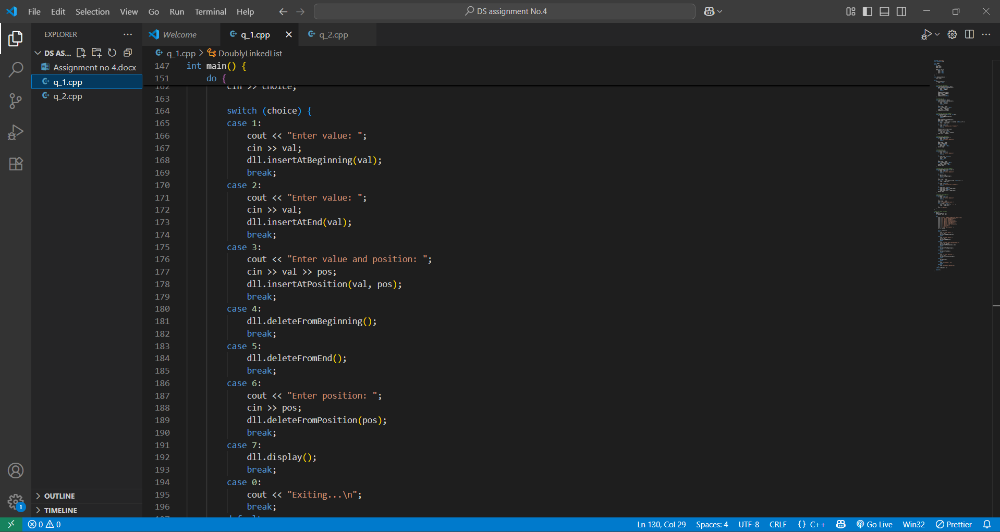 File Edit Selection View Go Run Terminal Help
DS assignment No.4
EXPLORER
DS AS...
Assignment no 4.docx
q_1.cpp
q_2.cpp
OUTLINE
TIMELINE
Welcome
q_1.cpp
q_2.cpp
q_1.cpp > DoublyLinkedList
147 int main() {
151 do {
162 cin >> choice;
163
164 switch (choice) {
165 case 1:
166 cout << "Enter value: ";
167 cin >> val;
168 dll.insertAtBeginning(val);
169 break;
170 case 2:
171 cout << "Enter value: ";
172 cin >> val;
173 dll.insertAtEnd(val);
174 break;
175 case 3:
176 cout << "Enter value and position: ";
177 cin >> val >> pos;
178 dll.insertAtPosition(val, pos);
179 break;
180 case 4:
181 dll.deleteFromBeginning();
182 break;
183 case 5:
184 dll.deleteFromEnd();
185 break;
186 case 6:
187 cout << "Enter position: ";
188 cin >> pos;
189 dll.deleteFromPosition(pos);
190 break;
191 case 7:
192 dll.display();
193 break;
194 case 0:
195 cout << "Exiting...\n";
196 break;
1
0 0
Ln 130, Col 29 Spaces: 4 UTF-8 CRLF {} C++ Go Live Win32 Prettier